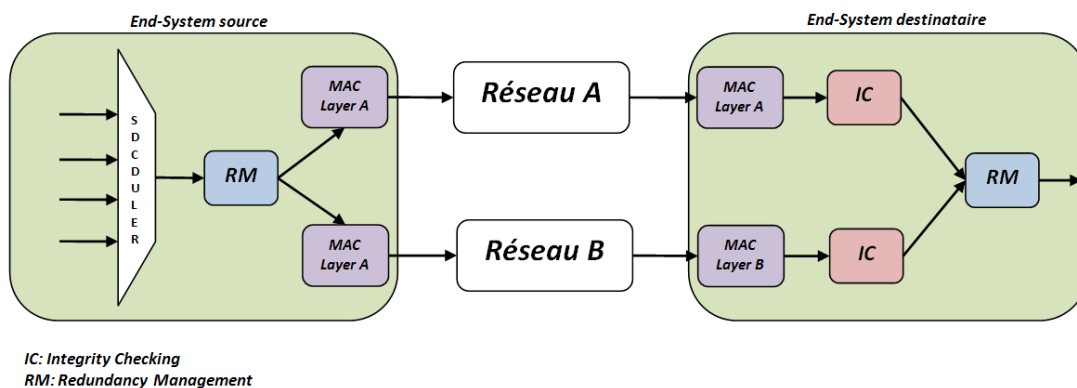 End-System source
End-System destinataire
SDCDULER
RM
MAC
Layer A
MAC
Layer A
Réseau A
Réseau B
MAC
Layer A
MAC
Layer B
IC
IC
RM
IC: Integrity Checking
RM: Redundancy Management